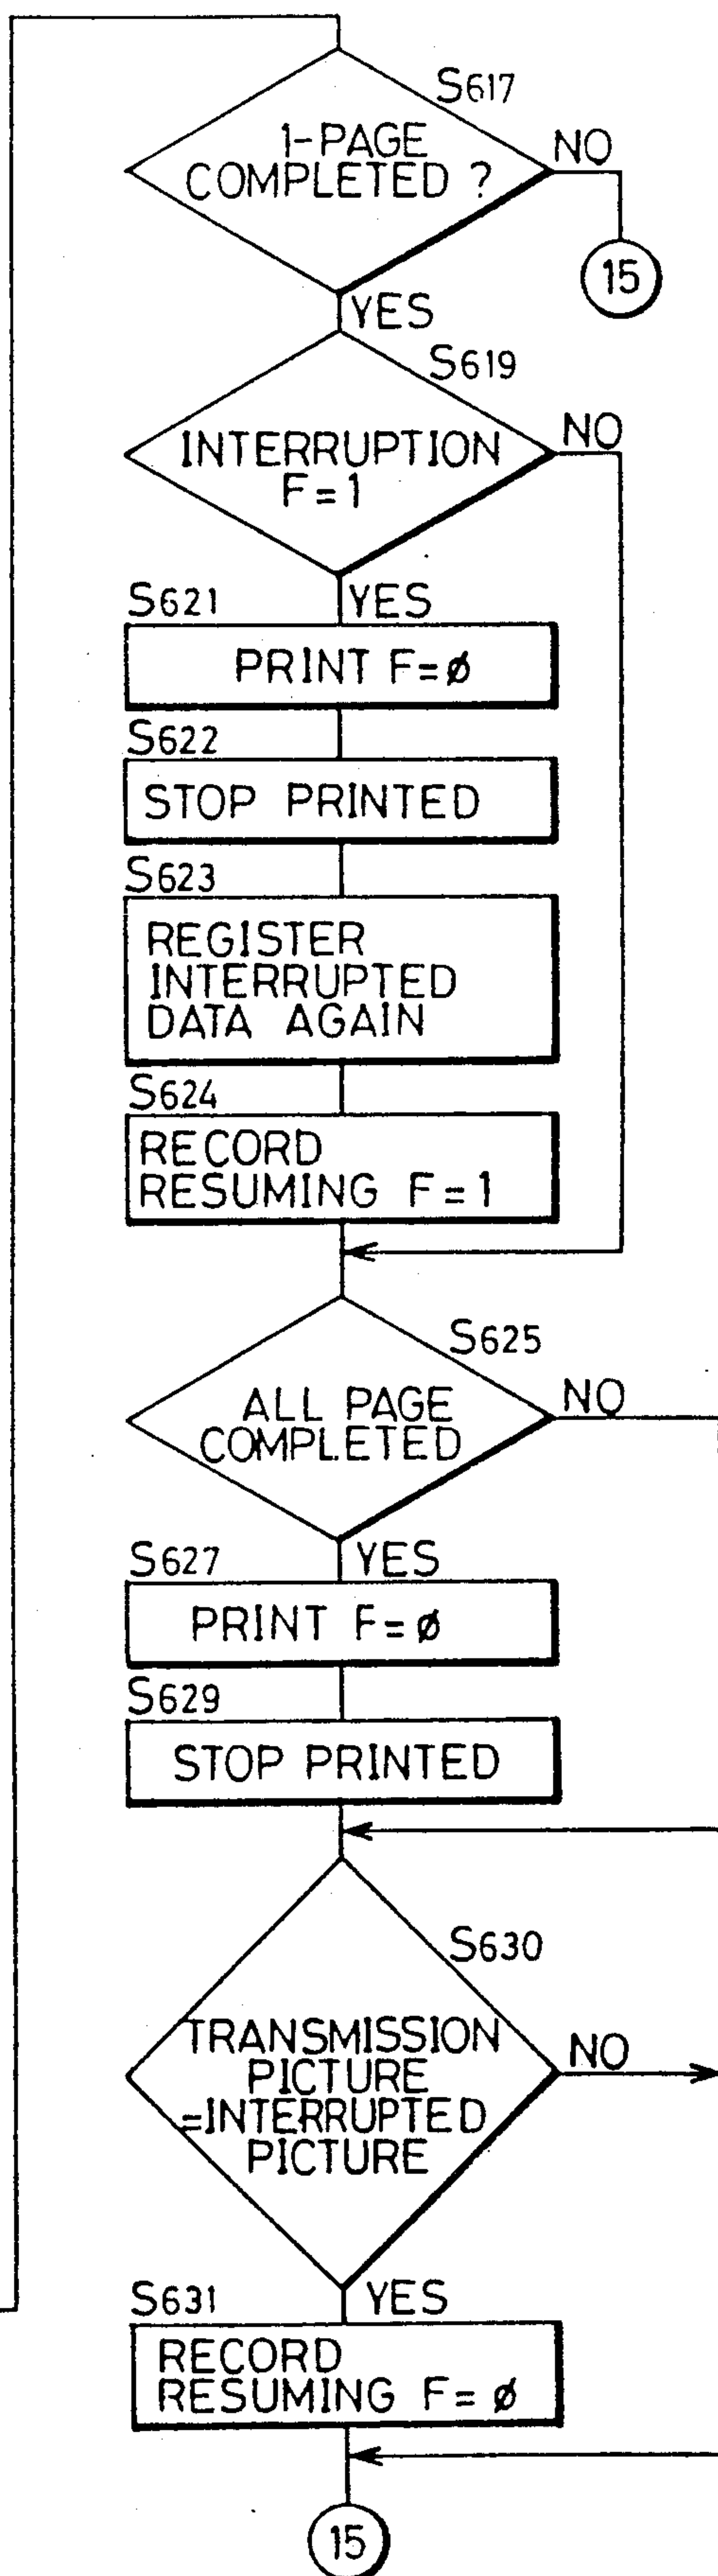 S617
1-PAGE
COMPLETED ?
NO
15
YES
S619
INTERRUPTION
F=1
NO
YES
S621
PRINT F=ø
S622
STOP PRINTED
S623
REGISTER
INTERRUPTED
DATA AGAIN
S624
RECORD
RESUMING F=1
S625
ALL PAGE
COMPLETED
NO
YES
S627
PRINT F=ø
S629
STOP PRINTED
S630
TRANSMISSION
PICTURE
=INTERRUPTED
PICTURE
NO
YES
S631
RECORD
RESUMING F=ø
15